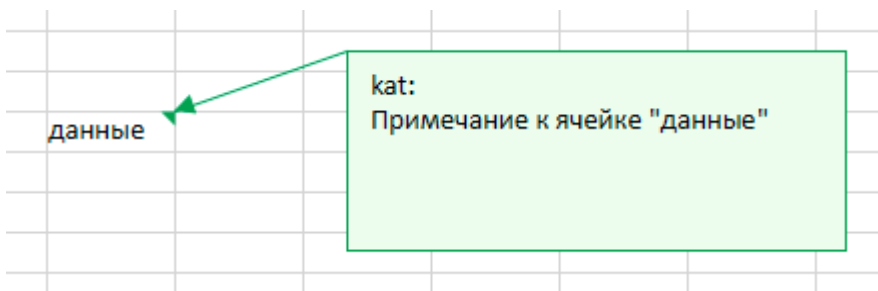 kat:
Примечание к ячейке "данные"
данные